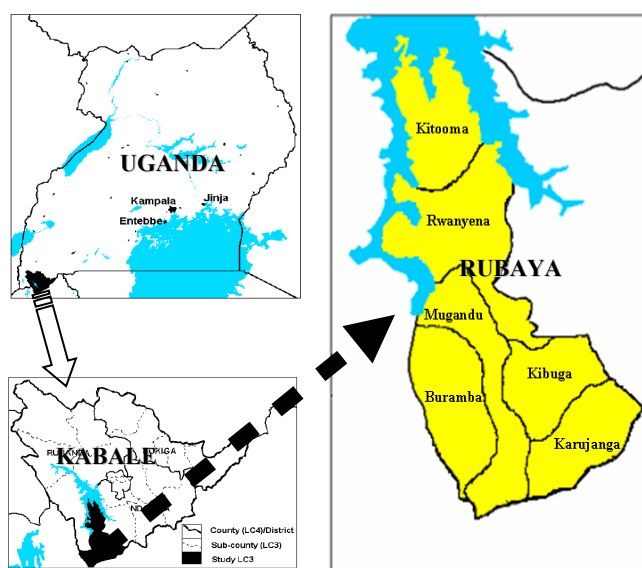 UGANDA
Kampala
Jinja
Entebbe
KABALE
County (LC4)/District
Sub-county (LC3)
Study LC3
Kitooma
Rwanyena
RUBAYA
Mugandu
Buramba
Kibuga
Karujanga